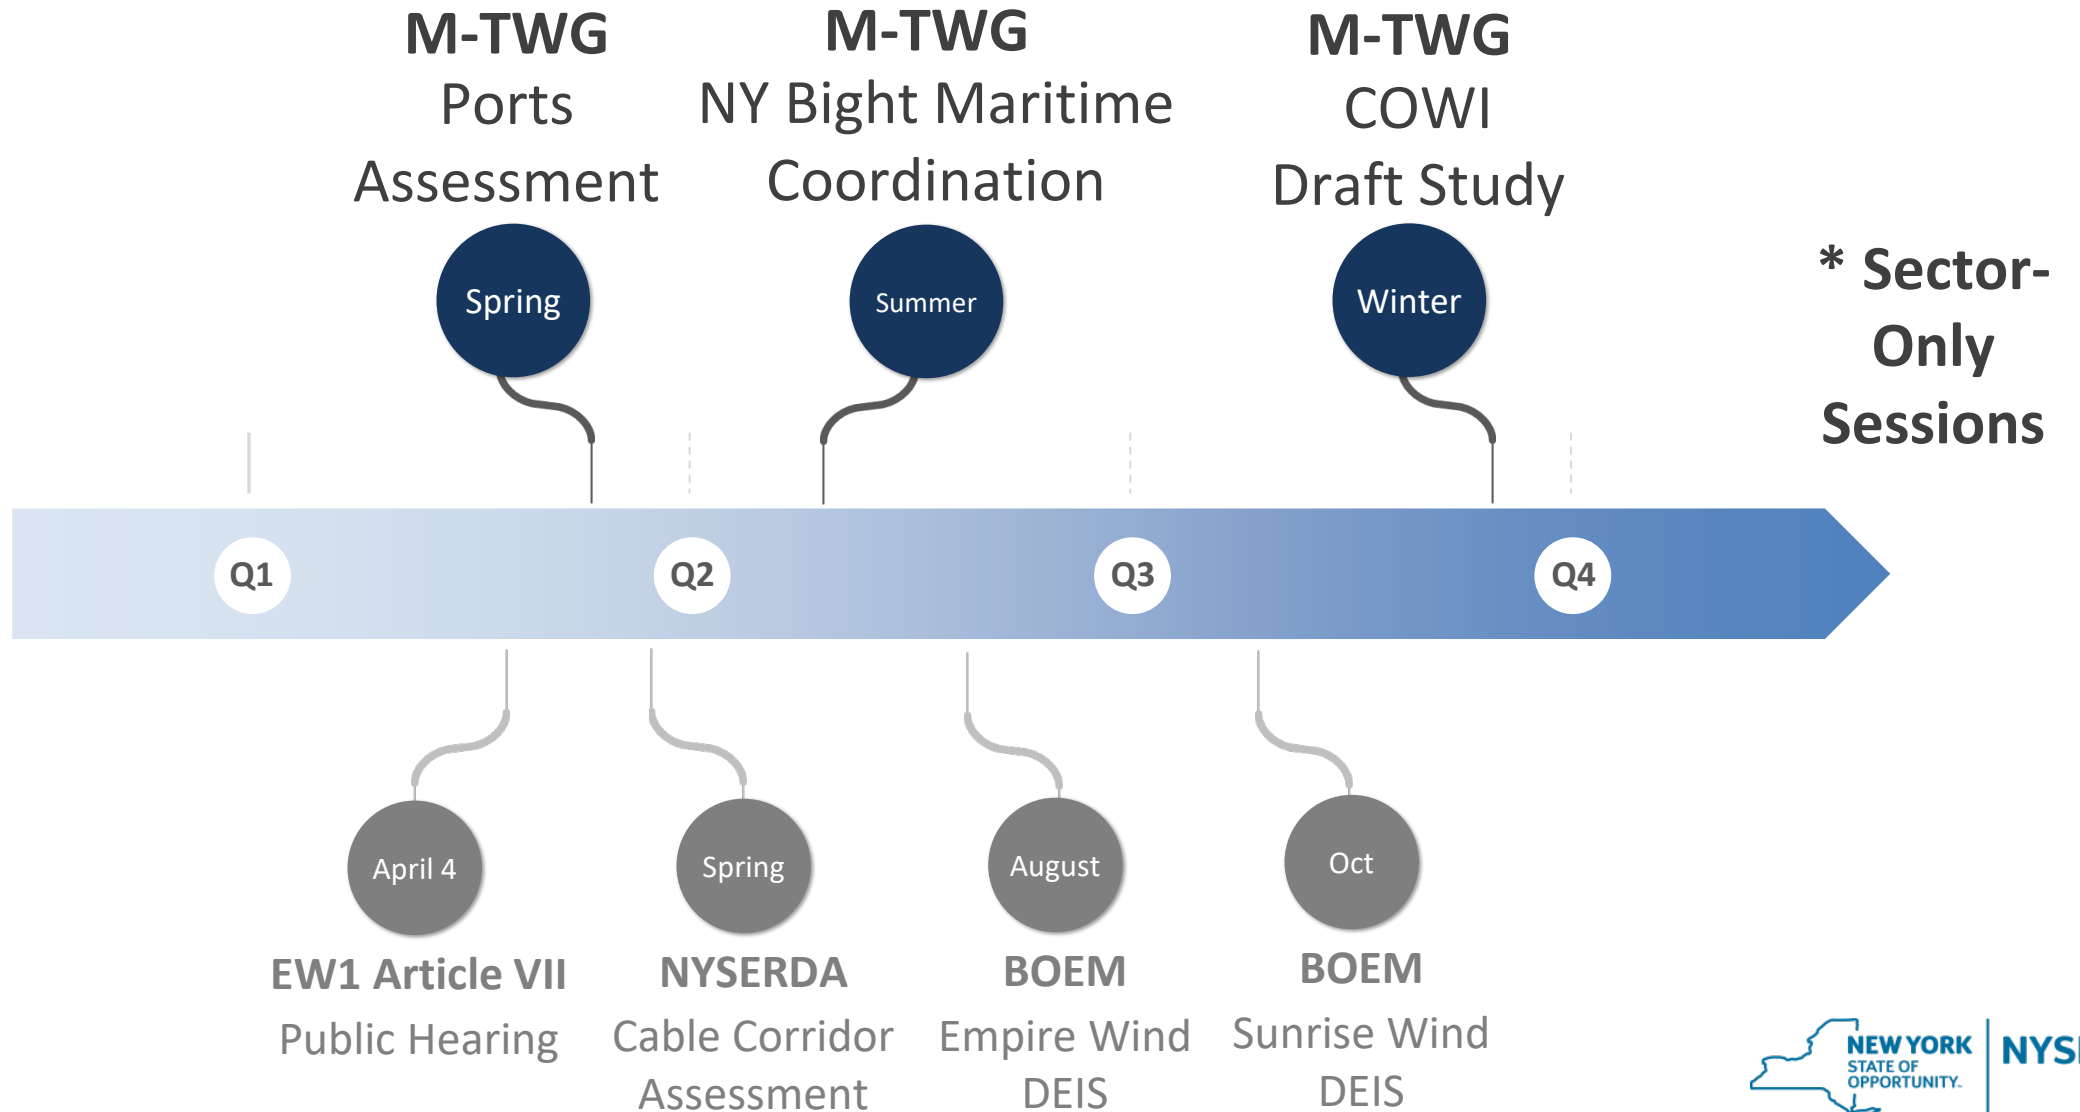 M-TWG
Ports
Assessment
M-TWG
NY Bight Maritime
Coordination
M-TWG
COWI
Draft Study
Spring
Summer
Winter
* Sector-
Only
Sessions
Q1
Q2
Q3
Q4
April 4
Spring
August
Oct
EW1 Article VII
Public Hearing
NYSERDA
Cable Corridor
Assessment
BOEM
Empire Wind
DEIS
BOEM
Sunrise Wind
DEIS
NEW YORK
STATE OF
OPPORTUNITY.